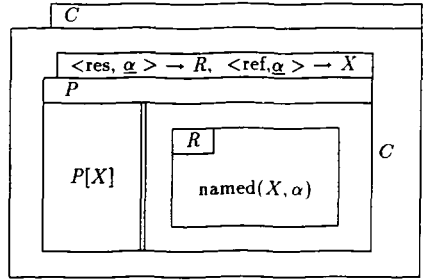 C
<res, α> → R, <ref,α> → X
P
R
P[X]
named(X, α)
C